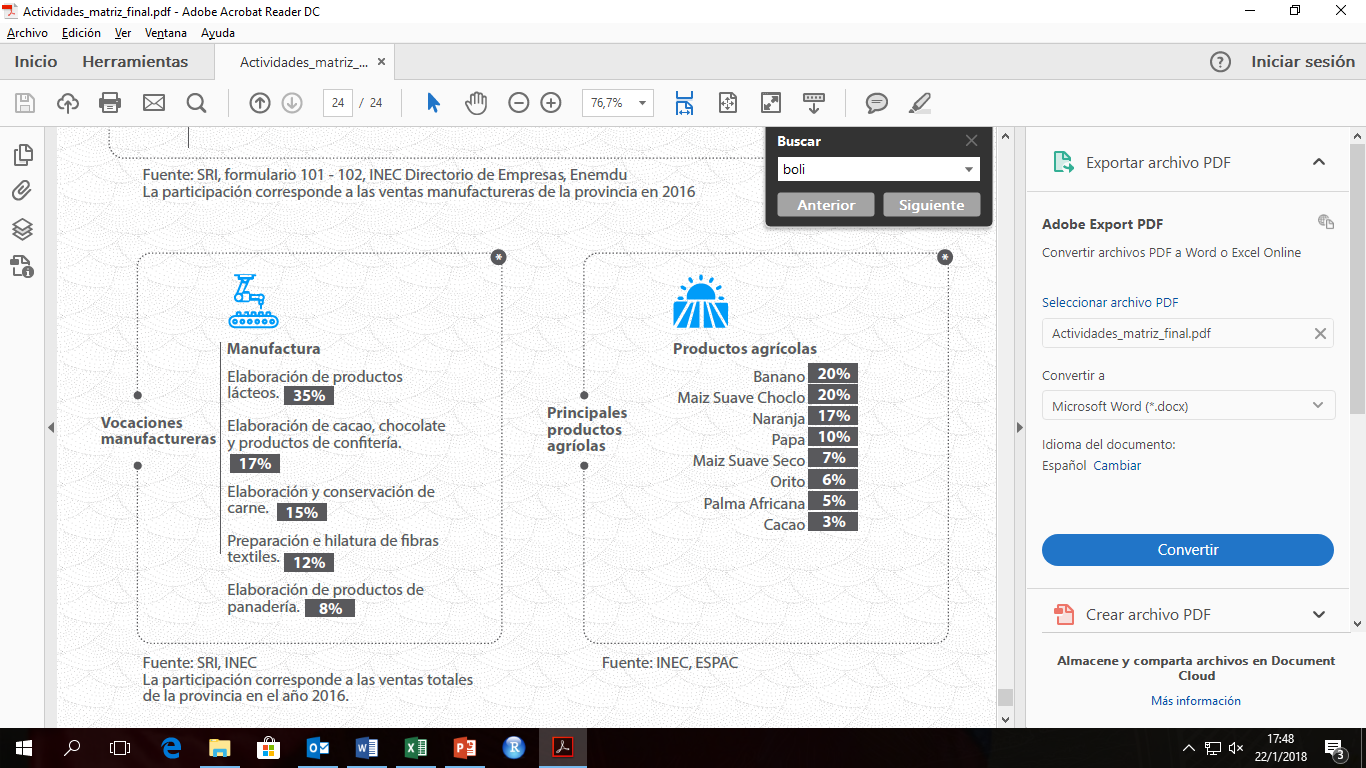 Actividades_matriz_final.pdf - Adobe Acrobat Reader DC
Archivo Edición Ver Ventana Ayuda
Inicio Herramientas Actividades_matriz_... × ? Iniciar sesión
24 / 24 76,7%
Buscar
boli
Anterior Siguiente
Fuente: SRI, formulario 101 - 102, INEC Directorio de Empresas, Enemdu
La participación corresponde a las ventas manufactureras de la provincia en 2016
Vocaciones
manufactureras
Manufactura
Elaboración de productos
lácteos. 35%
Elaboración de cacao, chocolate
y productos de confitería.
17%
Elaboración y conservación de
carne. 15%
Preparación e hilatura de fibras
textiles. 12%
Elaboración de productos de
panadería. 8%
Fuente: SRI, INEC
La participación corresponde a las ventas totales
de la provincia en el año 2016.
Principales
productos
agríolas
Productos agrícolas
Banano 20%
Maiz Suave Choclo 20%
Naranja 17%
Papa 10%
Maiz Suave Seco 7%
Orito 6%
Palma Africana 5%
Cacao 3%
Fuente: INEC, ESPAC
Exportar archivo PDF
Adobe Export PDF
Convertir archivos PDF a Word o Excel Online
Seleccionar archivo PDF
Actividades_matriz_final.pdf
Convertir a
Microsoft Word (*.docx)
Idioma del documento:
Español Cambiar
Convertir
Crear archivo PDF
Almacene y comparta archivos en Document
Cloud
Más información
17:48
22/1/2018
3